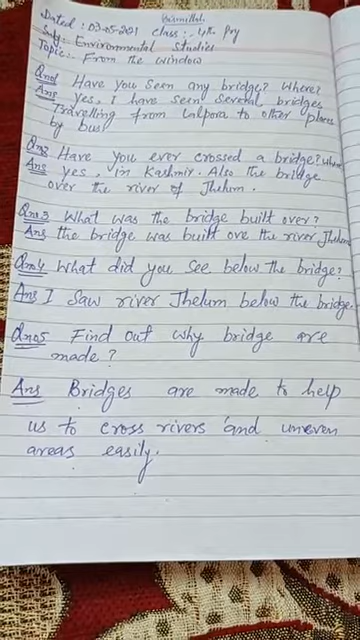 Bismillah
Dated:- 03-05-2021 Class:- 4th Pry
Sub:- Environmental Studies
Topic:- From the window
Qno1 Have you seen any bridge? Where?
Ans Yes, I have seen several bridges
Travelling from Lalpora to other places
by bus
Qno2 Have you ever crossed a bridge? where
Ans yes, in Kashmir. Also the bridge
over the river of Jhelum.
Qno.3 What was the bridge built over?
Ans the bridge was built ove the river Jhelum
Qno4 What did you see below the bridge?
Ans I Saw river Jhelum below the bridge.
Qno5 Find out why bridge are
made?
Ans Bridges are made to help
us to cross rivers and uneven
areas easily.